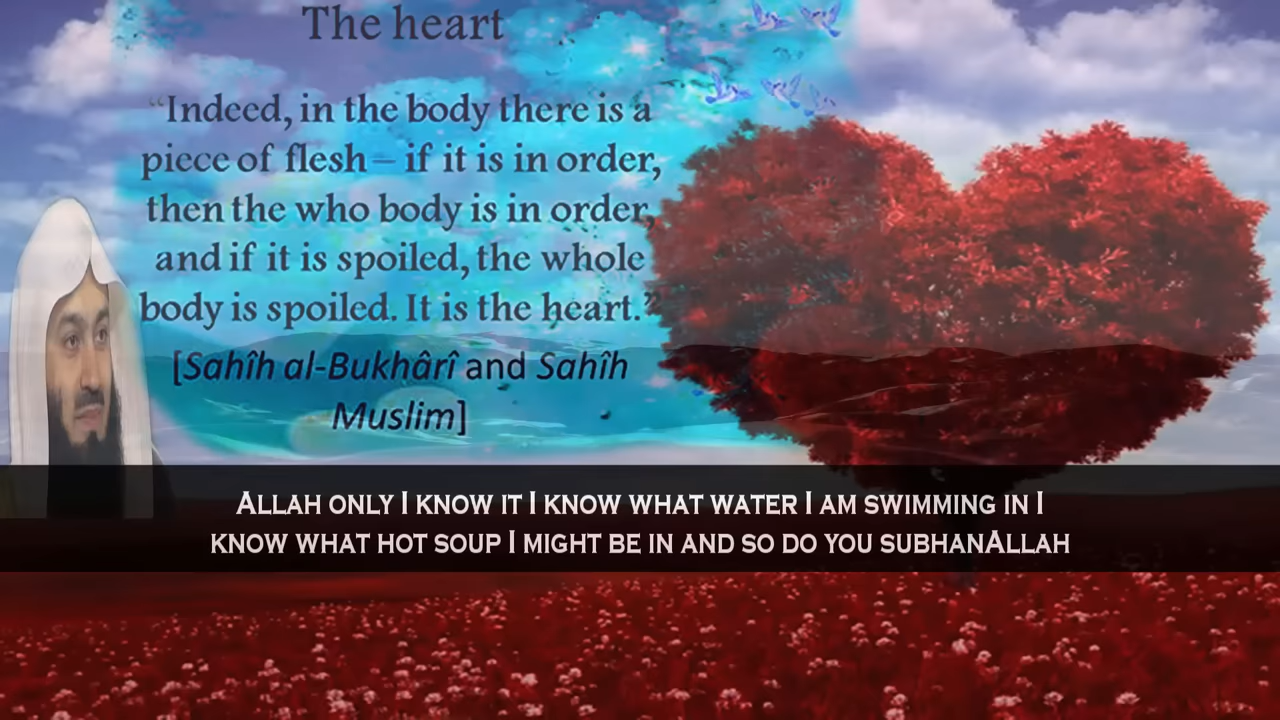 The heart
“Indeed, in the body there is a
piece of flesh – if it is in order,
then the who body is in order,
and if it is spoiled, the whole
body is spoiled. It is the heart.”
[Sahîh al-Bukhârî and Sahîh
Muslim]
ALLAH ONLY I KNOW IT I KNOW WHAT WATER I AM SWIMMING IN I
KNOW WHAT HOT SOUP I MIGHT BE IN AND SO DO YOU SUBHANALLAH